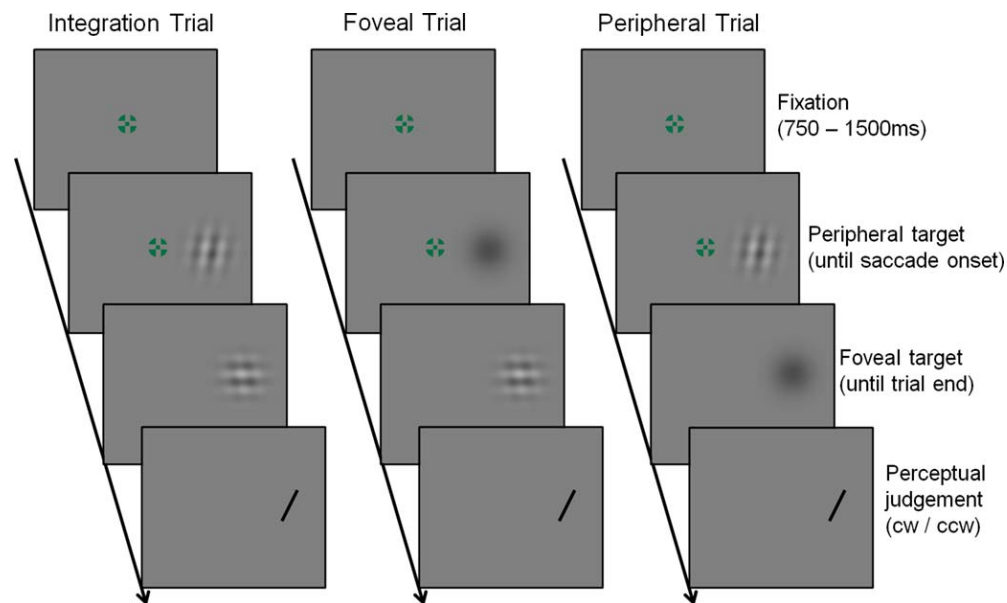 Integration Trial
Foveal Trial
Peripheral Trial
Fixation
(750 – 1500ms)
Peripheral target
(until saccade onset)
Foveal target
(until trial end)
Perceptual
judgement
(cw / ccw)